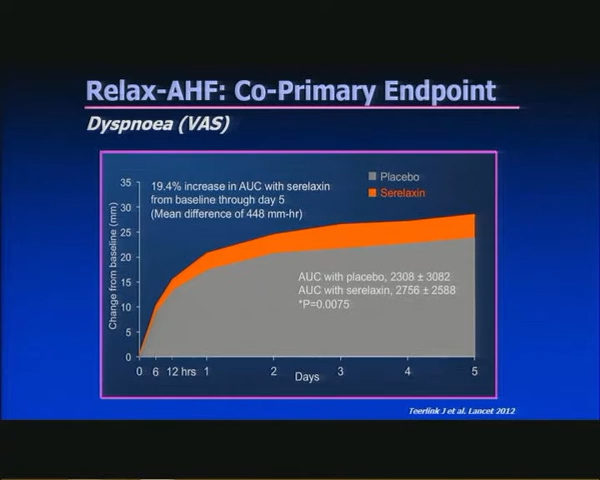 Relax-AHF: Co-Primary Endpoint
Dyspnoea (VAS)
19.4% increase in AUC with serelaxin
from baseline through day 5
(Mean difference of 448 mm-hr)
Placebo
Serelaxin
Change from baseline (mm)
35
30
25
20
15
10
5
0
AUC with placebo, 2308 ± 3082
AUC with serelaxin, 2756 ± 2588
*P=0.0075
0 6 12 hrs 1 2 3 4 5
Days
Teerlink J et al. Lancet 2012